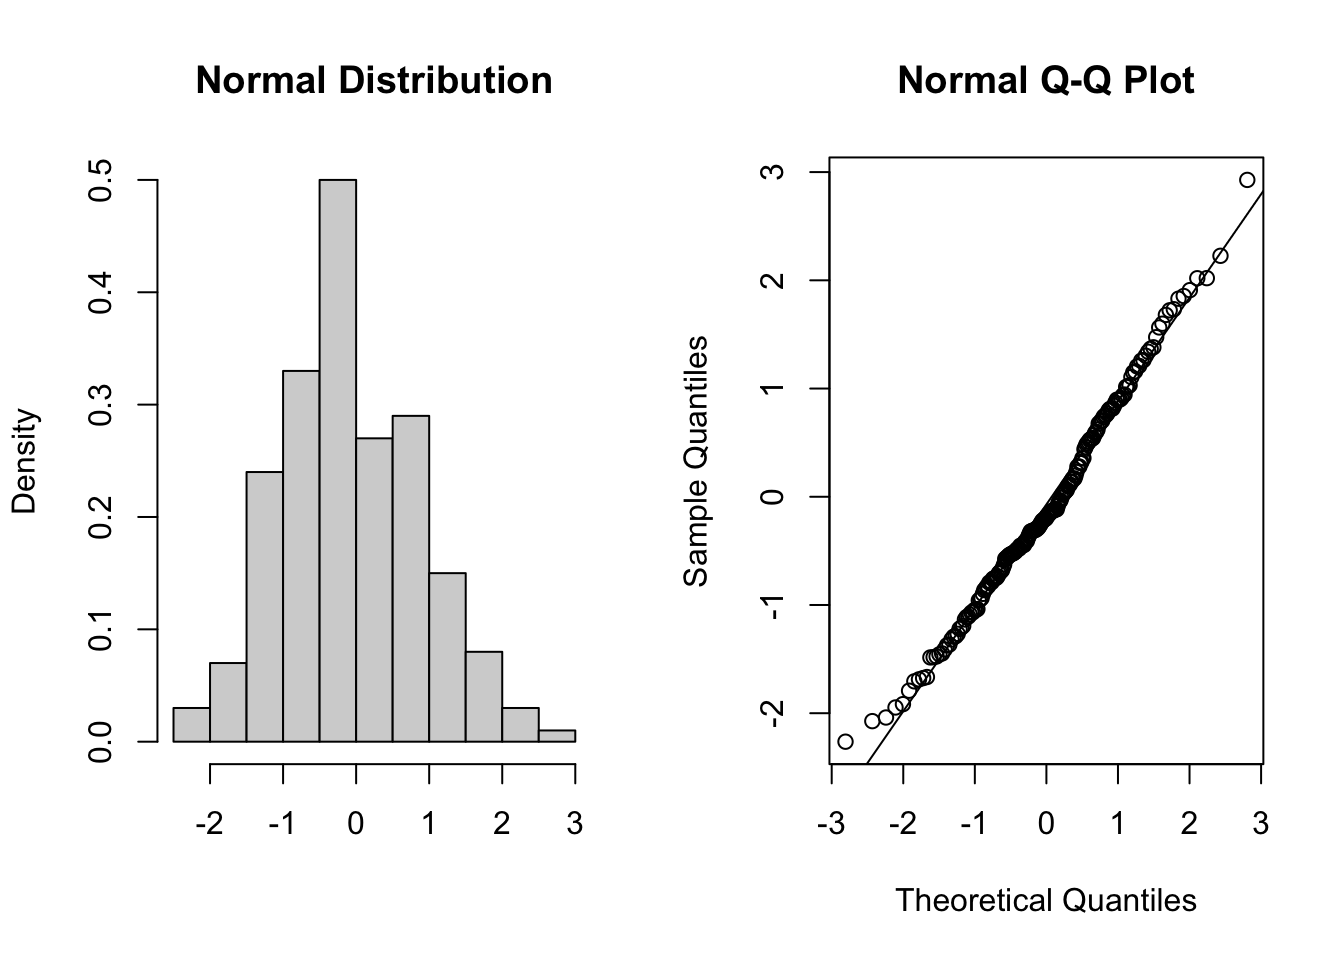 Normal Distribution
Density
0.0 0.1 0.2 0.3 0.4 0.5
-2 -1 0 1 2 3
Normal Q-Q Plot
Sample Quantiles
-2 -1 0 1 2 3
-3 -2 -1 0 1 2 3
Theoretical Quantiles